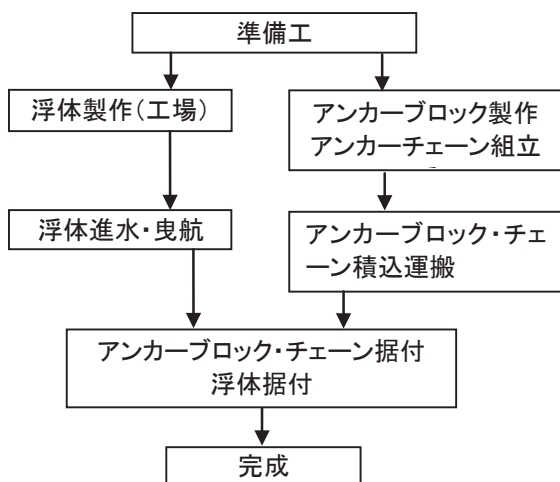 準備工
浮体製作(工場)
アンカーブロック製作
アンカーチェーン組立
浮体進水・曳航
アンカーブロック・チェ
ーン積込運搬
アンカーブロック・チェーン据付
浮体据付
完成